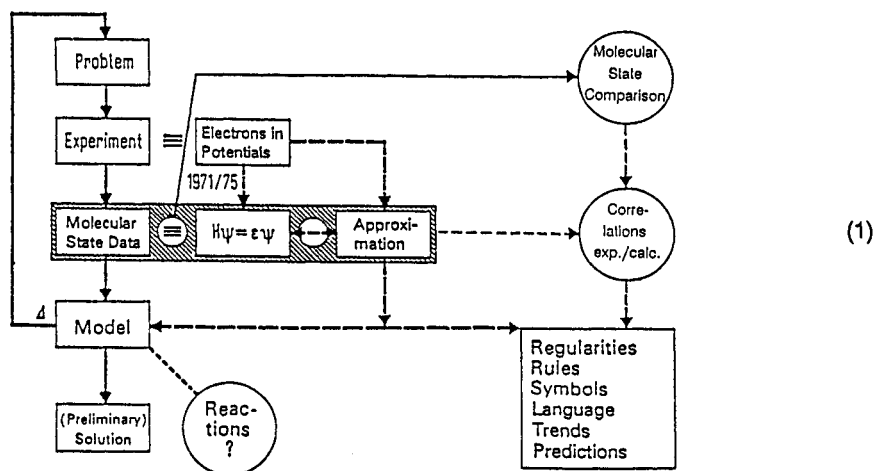 Problem
Molecular
State
Comparison
Experiment
≡
Electrons in
Potentials
1971/75
Molecular
State Data
≡
Hψ=εψ
Approxi-
mation
Corre-
lations
exp./calc.
(1)
Δ
Model
Regularities
Rules
Symbols
Language
Trends
Predictions
(Preliminary)
Solution
Reac-
tions
?